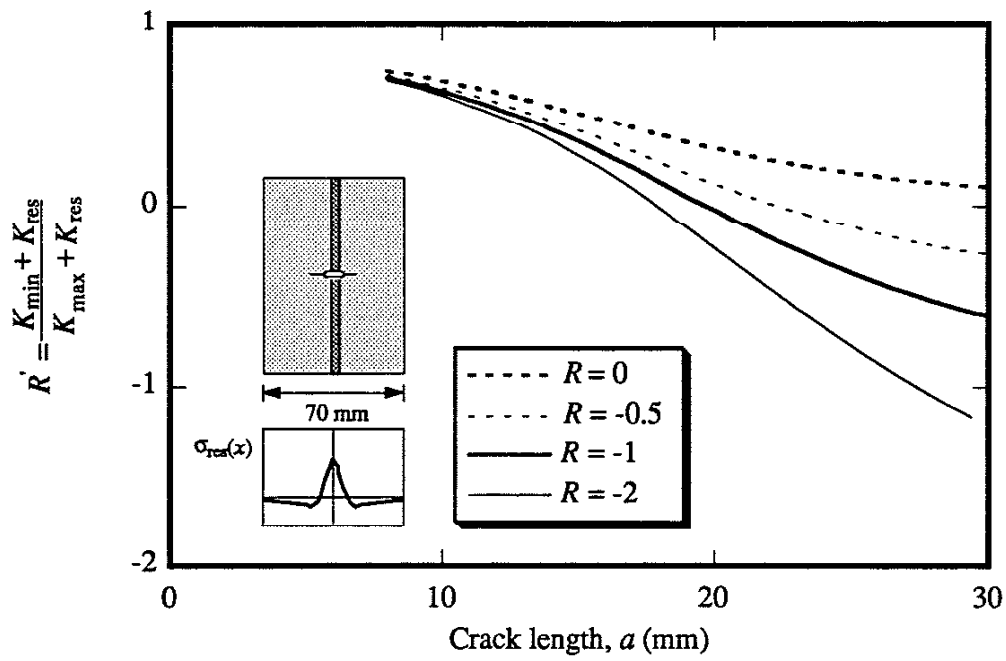 1
0
-1
-2
0
10
20
30
R' = K_min + K_res
K_max + K_res
70 mm
σ_res(x)
R = 0
R = -0.5
R = -1
R = -2
Crack length, a (mm)